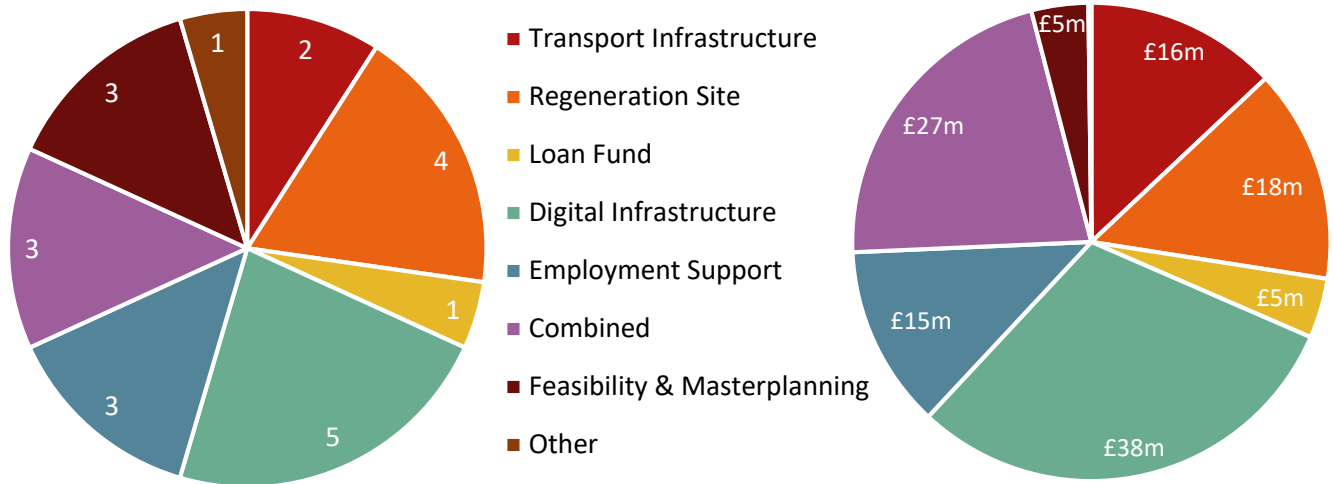 1
2
3
4
3
1
3
5
Transport Infrastructure
Regeneration Site
Loan Fund
Digital Infrastructure
Employment Support
Combined
Feasibility & Masterplanning
Other
£5m
£16m
£27m
£18m
£5m
£15m
£38m